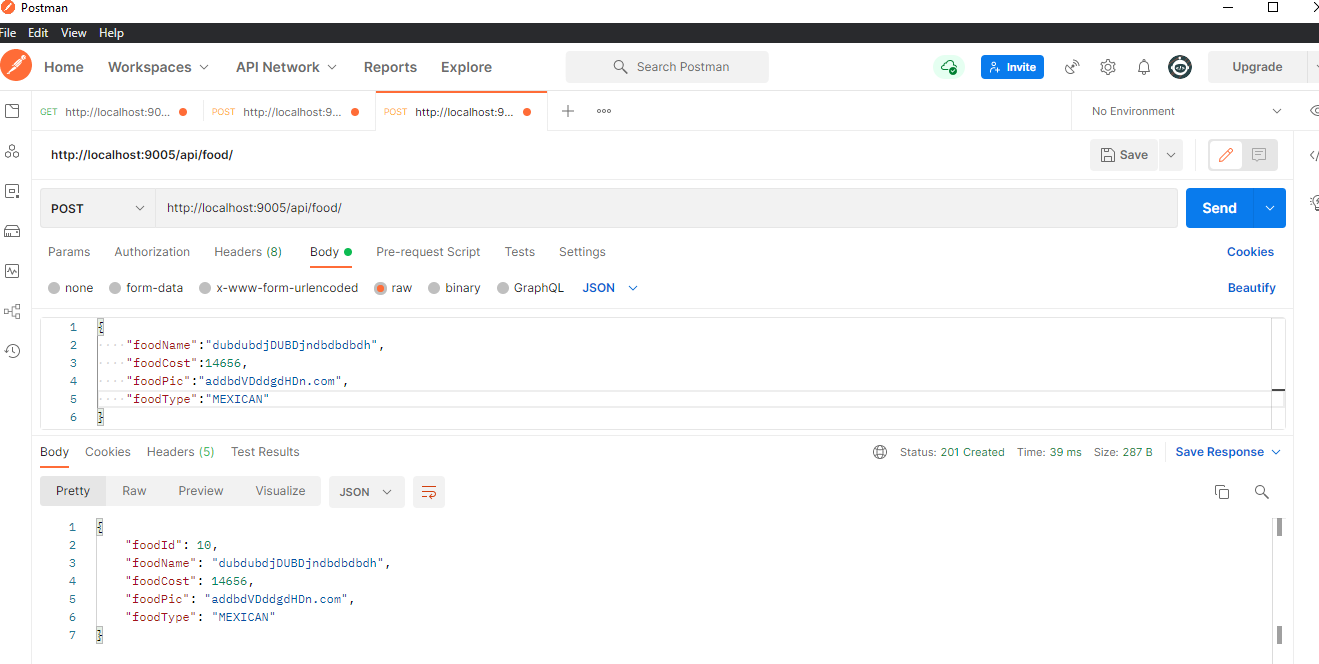 Postman
File Edit View Help
Home Workspaces API Network Reports Explore Search Postman Invite Upgrade
GET http://localhost:90... POST http://localhost:9... POST http://localhost:9... No Environment
http://localhost:9005/api/food/ Save
POST http://localhost:9005/api/food/ Send
Params Authorization Headers (8) Body Pre-request Script Tests Settings Cookies
none form-data x-www-form-urlencoded raw binary GraphQL JSON Beautify
1 {
2 "foodName":"dubdubdjDUBDjndbdbdbdh",
3 "foodCost":14656,
4 "foodPic":"addbdVDddgdHDn.com",
5 "foodType":"MEXICAN"
6 }
Body Cookies Headers (5) Test Results Status: 201 Created Time: 39 ms Size: 287 B Save Response
Pretty Raw Preview Visualize JSON
1 {
2 "foodId": 10,
3 "foodName": "dubdubdjDUBDjndbdbdbdh",
4 "foodCost": 14656,
5 "foodPic": "addbdVDddgdHDn.com",
6 "foodType": "MEXICAN"
7 }